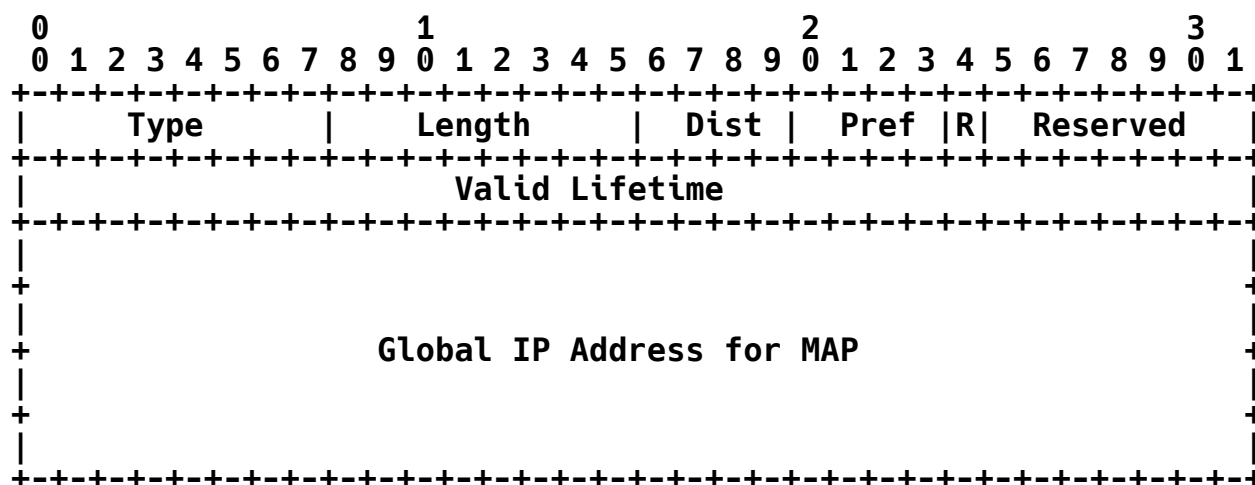 0                   1                   2                   3
 0 1 2 3 4 5 6 7 8 9 0 1 2 3 4 5 6 7 8 9 0 1 2 3 4 5 6 7 8 9 0 1
+-+-+-+-+-+-+-+-+-+-+-+-+-+-+-+-+-+-+-+-+-+-+-+-+-+-+-+-+-+-+-+-+
|     Type      |    Length     |  Dist |  Pref |R|  Reserved   |
+-+-+-+-+-+-+-+-+-+-+-+-+-+-+-+-+-+-+-+-+-+-+-+-+-+-+-+-+-+-+-+-+
|                      Valid Lifetime                           |
+-+-+-+-+-+-+-+-+-+-+-+-+-+-+-+-+-+-+-+-+-+-+-+-+-+-+-+-+-+-+-+-+
|                                                               |
+                                                               +
|                                                               |
+                  Global IP Address for MAP                    +
|                                                               |
+                                                               +
|                                                               |
+-+-+-+-+-+-+-+-+-+-+-+-+-+-+-+-+-+-+-+-+-+-+-+-+-+-+-+-+-+-+-+-+